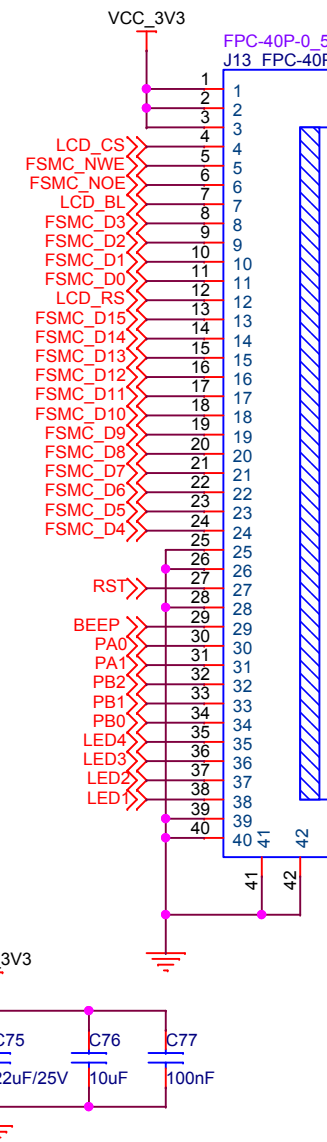 VCC_3V3
FPC-40P-0_5
J13 FPC-40P
1 1
2 2
3 3
LCD_CS 4 4
FSMC_NWE 5 5
FSMC_NOE 6 6
LCD_BL 7 7
FSMC_D3 8 8
FSMC_D2 9 9
FSMC_D1 10 10
FSMC_D0 11 11
LCD_RS 12 12
FSMC_D15 13 13
FSMC_D14 14 14
FSMC_D13 15 15
FSMC_D12 16 16
FSMC_D11 17 17
FSMC_D10 18 18
FSMC_D9 19 19
FSMC_D8 20 20
FSMC_D7 21 21
FSMC_D6 22 22
FSMC_D5 23 23
FSMC_D4 24 24
25 25
26 26
RST 27 27
28 28
BEEP 29 29
PA0 30 30
PA1 31 31
PB2 32 32
PB1 33 33
PB0 34 34
LED4 35 35
LED3 36 36
LED2 37 37
LED1 38 38
39 39
40 40
41 42
41 42
3V3
C75 C76 C77
22uF/25V 10uF 100nF